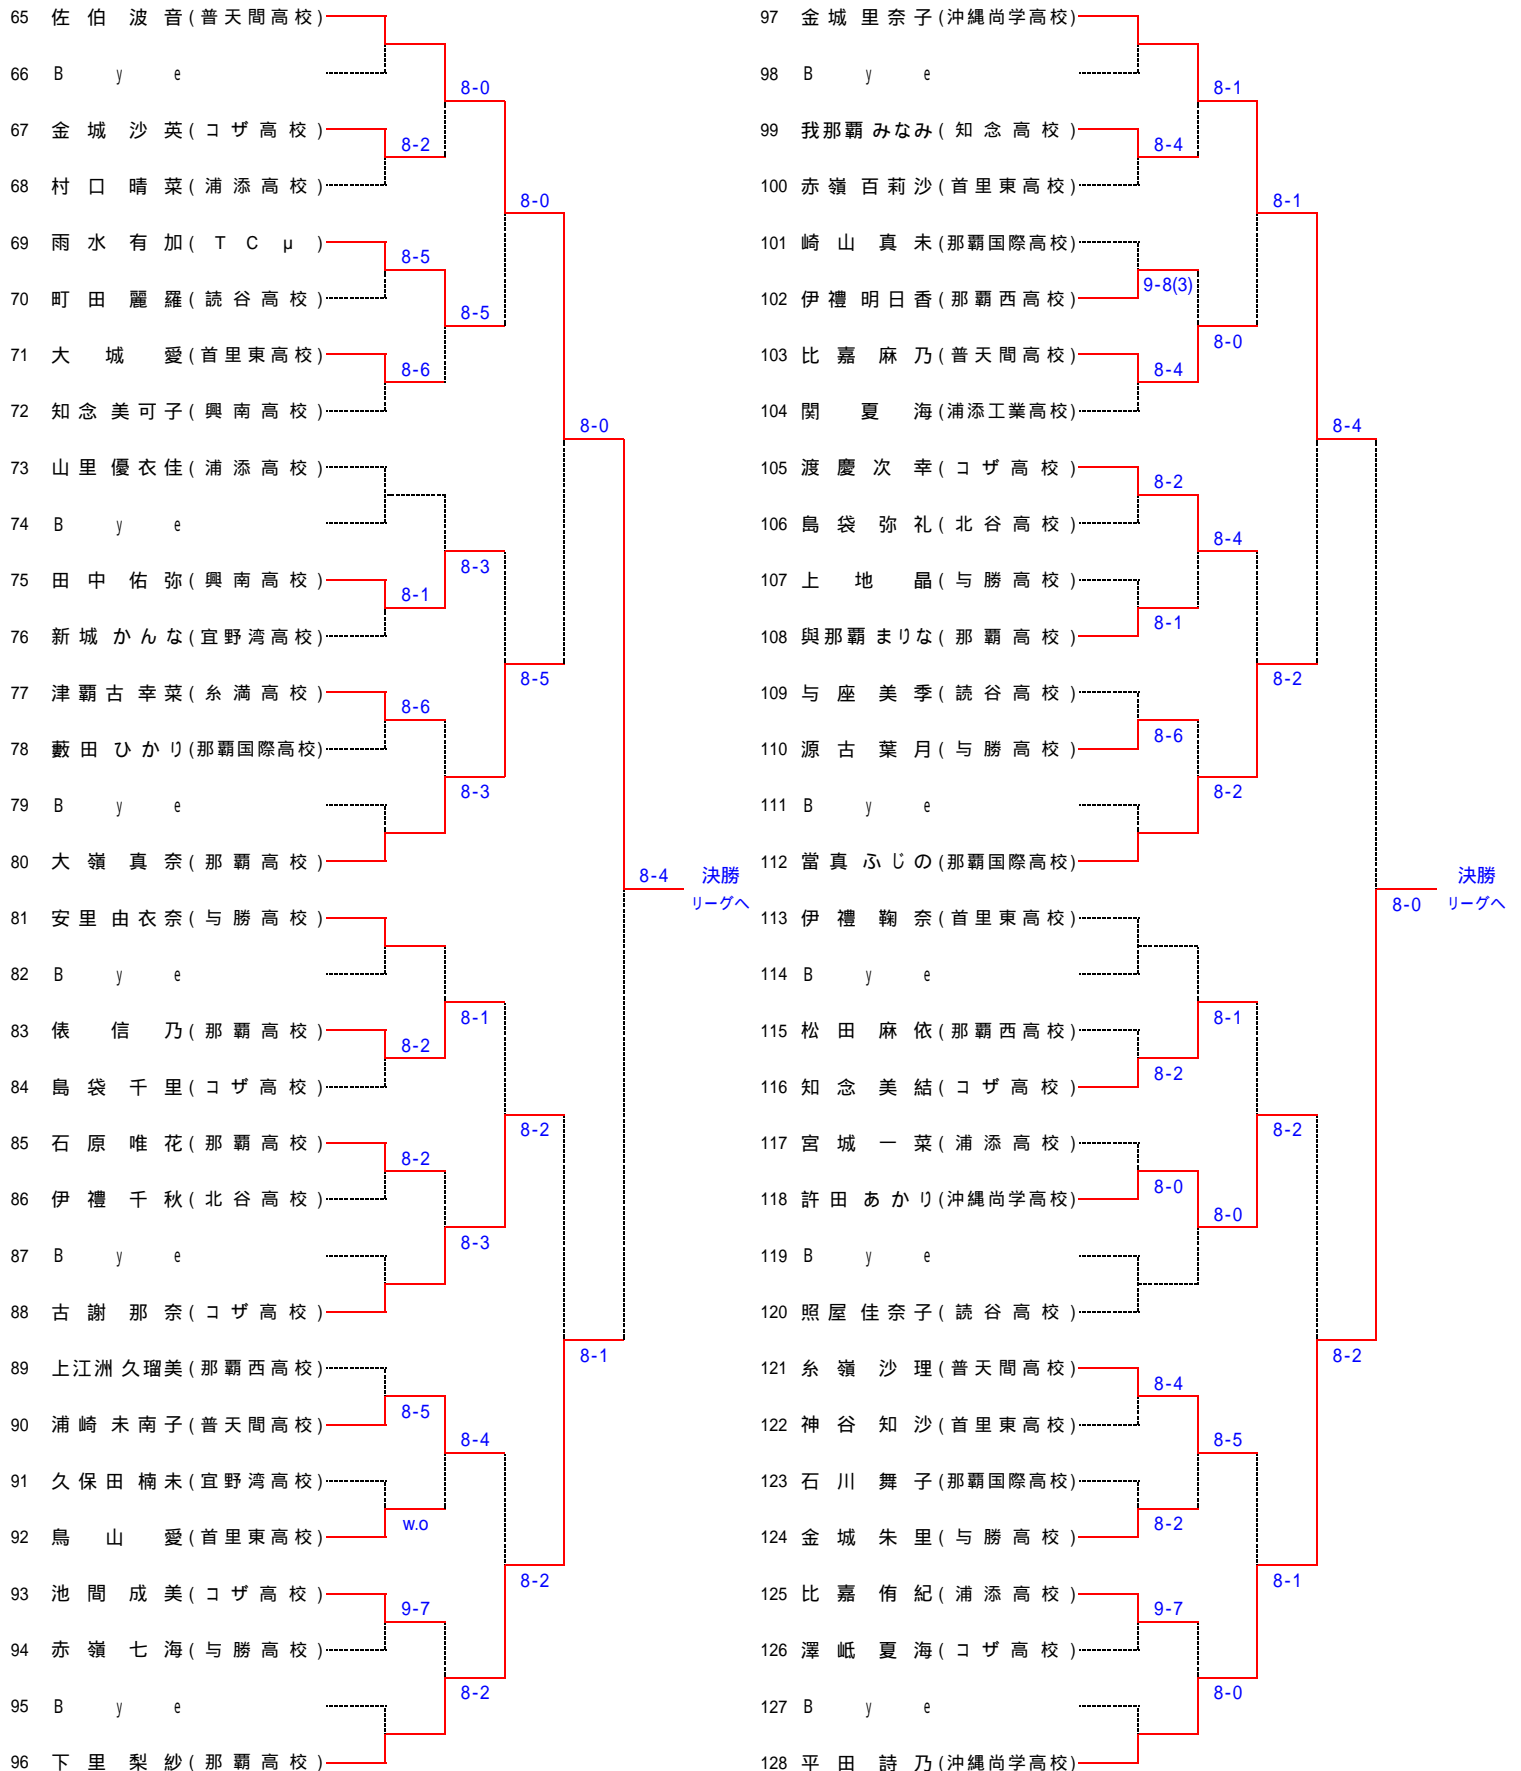 65 佐伯 波音(普天間高校)
66 Bye
8-0
67 金城 沙英(コザ高校)
8-2
68 村口 晴菜(浦添高校)
8-0
69 雨水 有加(TCμ)
8-5
70 町田 麗羅(読谷高校)
8-5
71 大城 愛(首里東高校)
8-6
72 知念 美可子(興南高校)
8-0
73 山里 優衣佳(浦添高校)
74 Bye
8-3
75 田中 佑弥(興南高校)
8-1
76 新城 かんな(宜野湾高校)
8-5
77 津覇古 幸菜(糸満高校)
8-6
78 藪田 ひかり(那覇国際高校)
8-3
79 Bye
80 大嶺 真奈(那覇高校)
8-4 決勝
リーグへ
81 安里 由衣奈(与勝高校)
82 Bye
8-1
83 俵 信乃(那覇高校)
8-2
84 島袋 千里(コザ高校)
8-2
85 石原 唯花(那覇高校)
8-2
86 伊禮 千秋(北谷高校)
8-3
87 Bye
88 古謝 那奈(コザ高校)
8-1
89 上江洲 久瑠美(那覇西高校)
8-5
90 浦崎 未南子(普天間高校)
8-4
91 久保田 楠未(宜野湾高校)
w.o
92 鳥山 愛(首里東高校)
8-2
93 池間 成美(コザ高校)
9-7
94 赤嶺 七海(与勝高校)
8-2
95 Bye
96 下里 梨紗(那覇高校)
97 金城 里奈子(沖縄尚学高校)
98 Bye
8-1
99 我那覇 みなみ(知念高校)
8-4
100 赤嶺 百莉沙(首里東高校)
8-1
101 崎山 真未(那覇国際高校)
9-8(3)
102 伊禮 明日香(那覇西高校)
8-0
103 比嘉 麻乃(普天間高校)
8-4
104 関 夏海(浦添工業高校)
8-4
105 渡慶次 幸(コザ高校)
8-2
106 島袋 弥礼(北谷高校)
8-4
107 上地 晶(与勝高校)
8-1
108 與那覇 まりな(那覇高校)
8-2
109 与座 美季(読谷高校)
8-6
110 源古 葉月(与勝高校)
8-2
111 Bye
112 當真 ふじの(那覇国際高校)
決勝
8-0 リーグへ
113 伊禮 鞠奈(首里東高校)
114 Bye
8-1
115 松田 麻依(那覇西高校)
8-2
116 知念 美結(コザ高校)
8-2
117 宮城 一菜(浦添高校)
8-0
118 許田 あかり(沖縄尚学高校)
8-0
119 Bye
120 照屋 佳奈子(読谷高校)
8-2
121 糸嶺 沙理(普天間高校)
8-4
122 神谷 知沙(首里東高校)
8-5
123 石川 舞子(那覇国際高校)
8-2
124 金城 朱里(与勝高校)
8-1
125 比嘉 侑紀(浦添高校)
9-7
126 澤岻 夏海(コザ高校)
8-0
127 Bye
128 平田 詩乃(沖縄尚学高校)